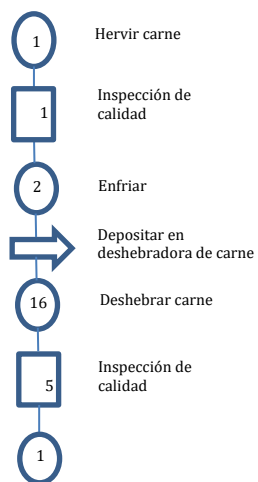 1
Hervir carne
Inspección de
calidad
1
2
Enfriar
Depositar en
deshebradora de carne
16
Deshebrar carne
Inspección de
calidad
5
1